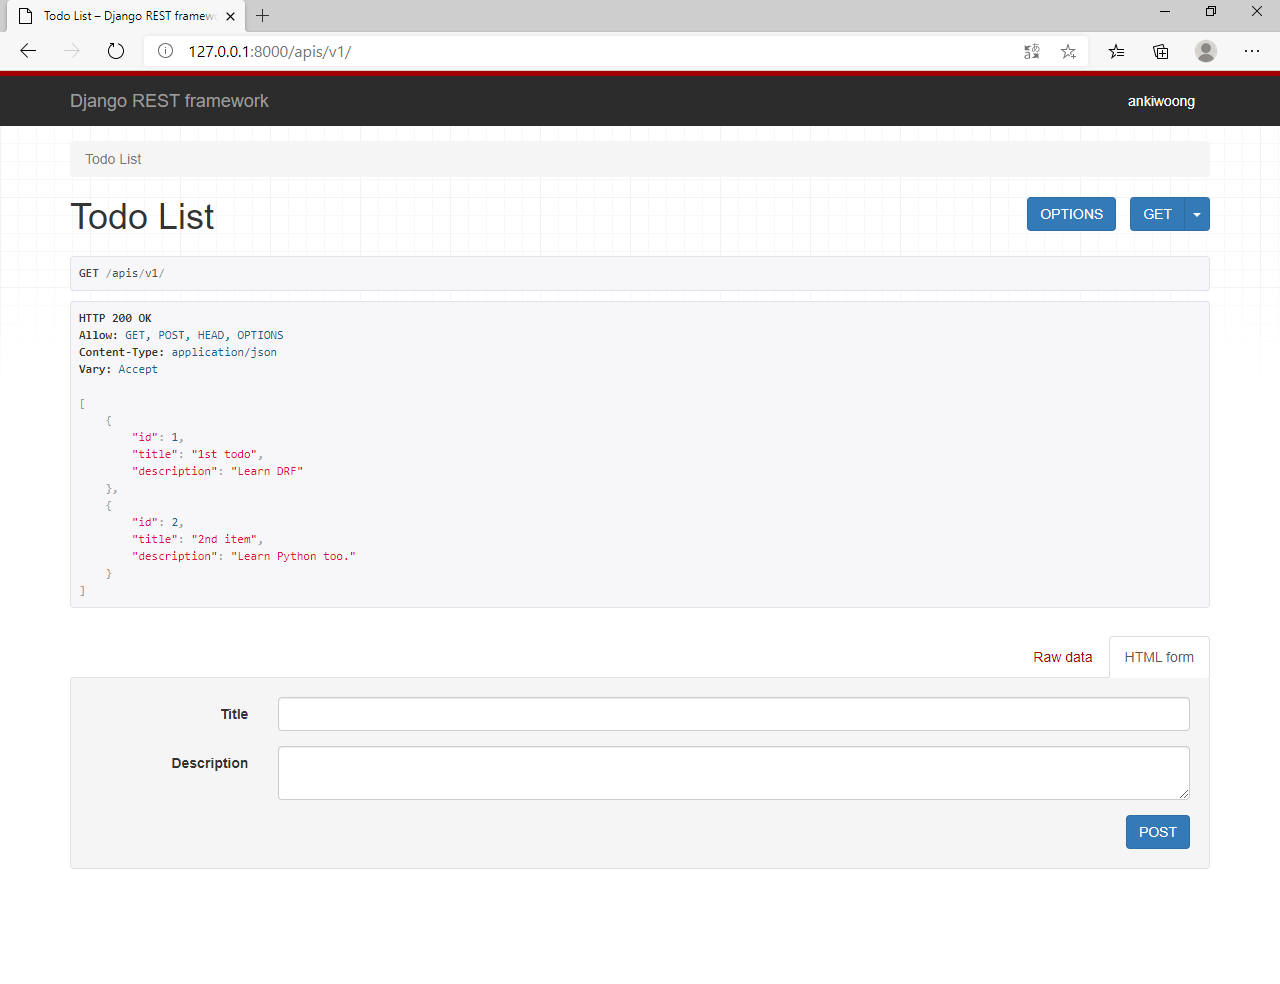 Todo List – Django REST framew
127.0.0.1:8000/apis/v1/
Django REST framework
ankiwoong
Todo List
Todo List
OPTIONS
GET
GET /apis/v1/
HTTP 200 OK
Allow: GET, POST, HEAD, OPTIONS
Content-Type: application/json
Vary: Accept
[
    {
        "id": 1,
        "title": "1st todo",
        "description": "Learn DRF"
    },
    {
        "id": 2,
        "title": "2nd item",
        "description": "Learn Python too."
    }
]
Raw data
HTML form
Title
Description
POST